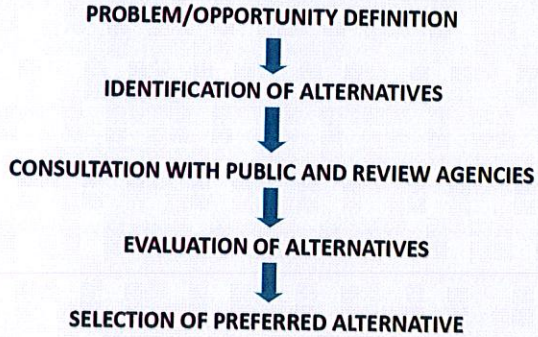 PROBLEM/OPPORTUNITY DEFINITION
IDENTIFICATION OF ALTERNATIVES
CONSULTATION WITH PUBLIC AND REVIEW AGENCIES
EVALUATION OF ALTERNATIVES
SELECTION OF PREFERRED ALTERNATIVE